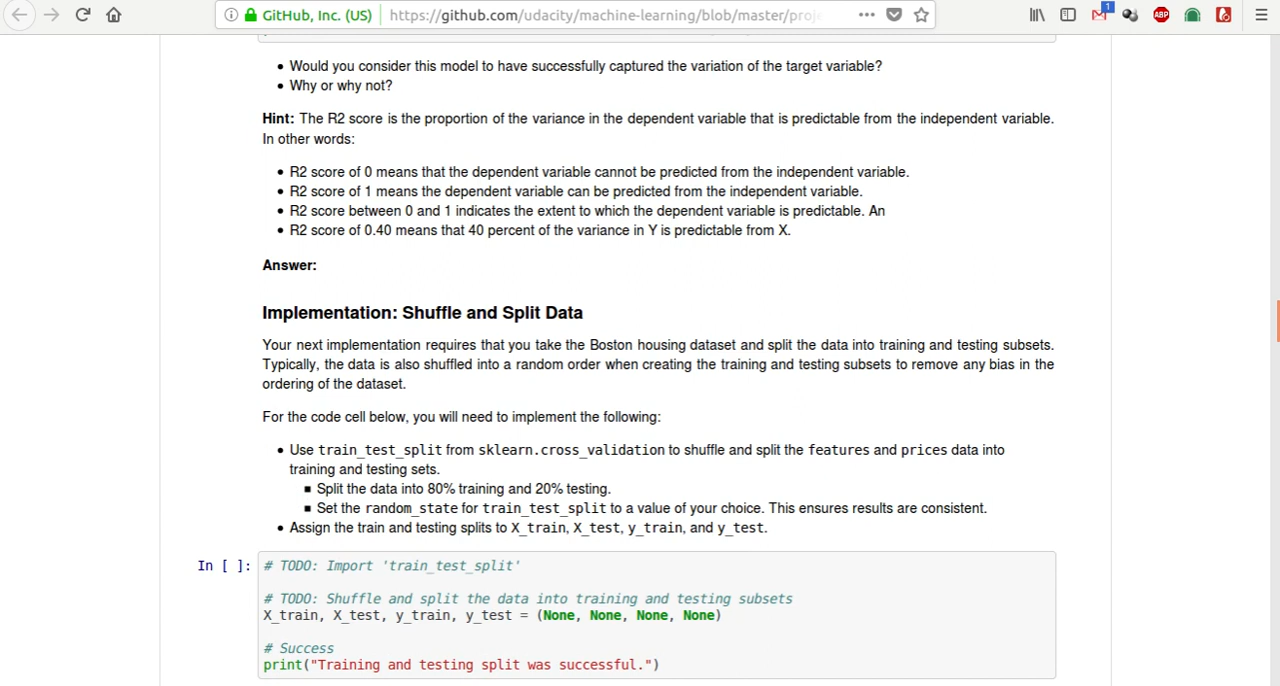 GitHub, Inc. (US) https://github.com/udacity/machine-learning/blob/master/proj
1
ABP
• Would you consider this model to have successfully captured the variation of the target variable?
• Why or why not?
Hint: The R2 score is the proportion of the variance in the dependent variable that is predictable from the independent variable.
In other words:
• R2 score of 0 means that the dependent variable cannot be predicted from the independent variable.
• R2 score of 1 means the dependent variable can be predicted from the independent variable.
• R2 score between 0 and 1 indicates the extent to which the dependent variable is predictable. An
• R2 score of 0.40 means that 40 percent of the variance in Y is predictable from X.
Answer:
Implementation: Shuffle and Split Data
Your next implementation requires that you take the Boston housing dataset and split the data into training and testing subsets.
Typically, the data is also shuffled into a random order when creating the training and testing subsets to remove any bias in the
ordering of the dataset.
For the code cell below, you will need to implement the following:
• Use train_test_split from sklearn.cross_validation to shuffle and split the features and prices data into
training and testing sets.
▪ Split the data into 80% training and 20% testing.
▪ Set the random_state for train_test_split to a value of your choice. This ensures results are consistent.
• Assign the train and testing splits to X_train, X_test, y_train, and y_test.
In [ ]: # TODO: Import 'train_test_split'
# TODO: Shuffle and split the data into training and testing subsets
X_train, X_test, y_train, y_test = (None, None, None, None)
# Success
print("Training and testing split was successful.")